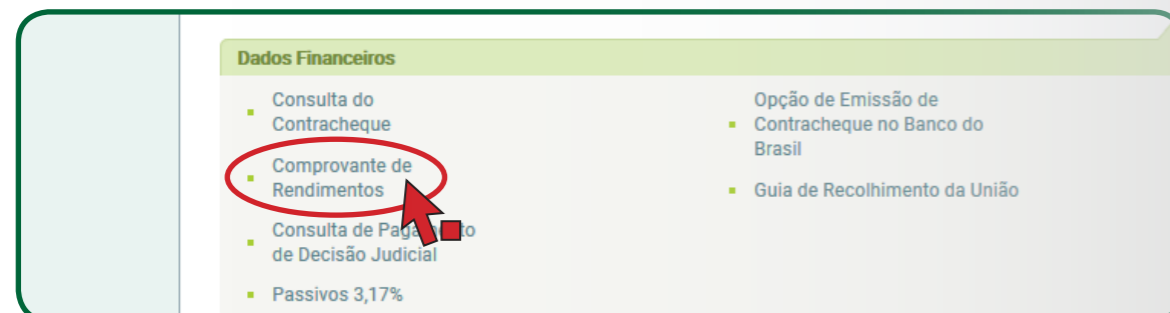 Dados Financeiros
Consulta do
Contracheque
Comprovante de
Rendimentos
Consulta de Pagamento
de Decisão Judicial
Passivos 3,17%
Opção de Emissão de
Contracheque no Banco do
Brasil
Guia de Recolhimento da União